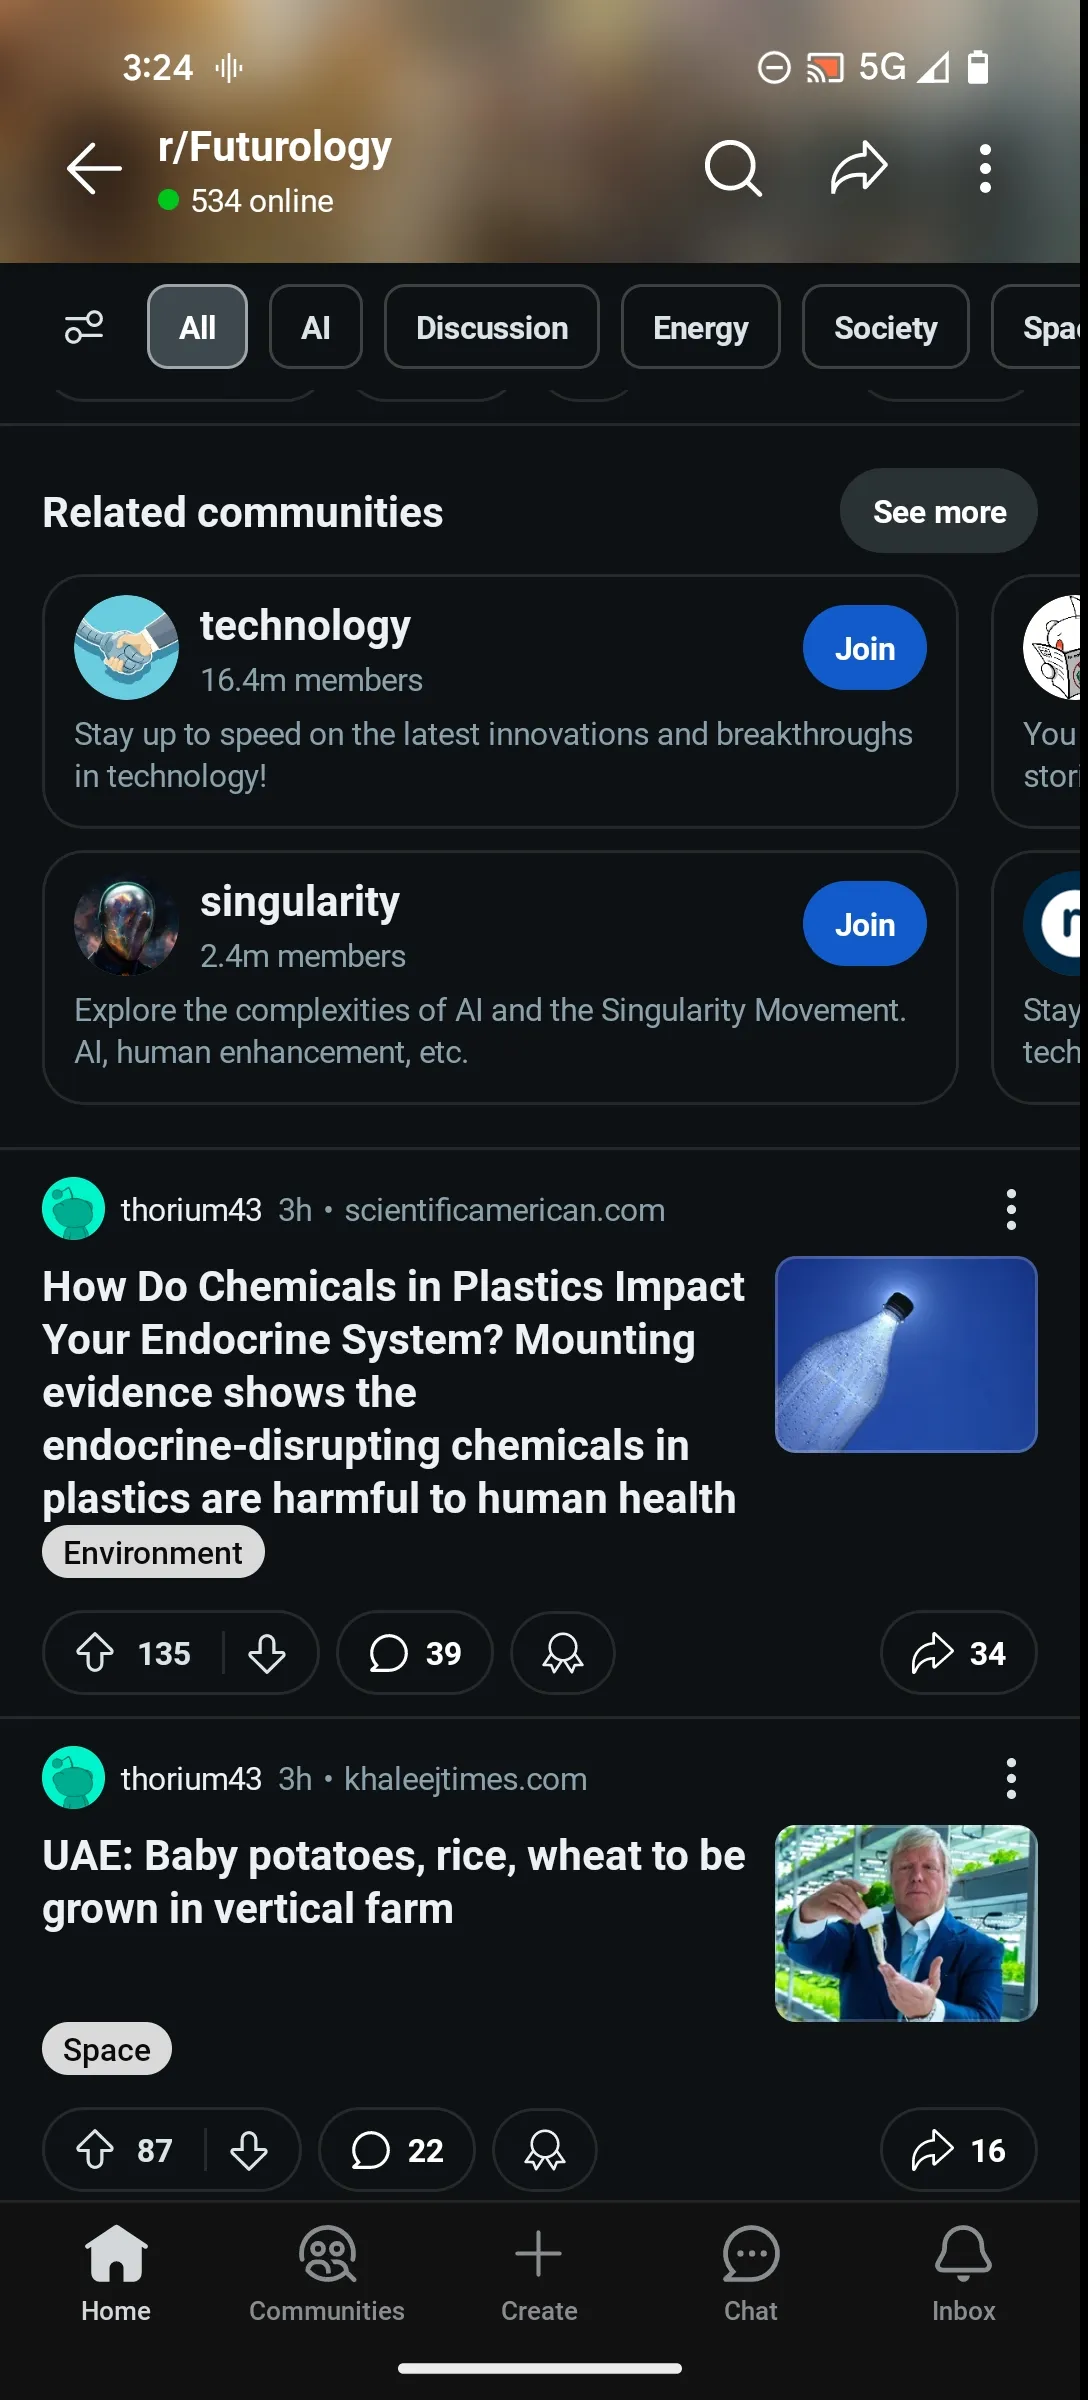 3:24
5G
r/Futurology
534 online
All
AI
Discussion
Energy
Society
Spac
Related communities
See more
technology
16.4m members
Join
Stay up to speed on the latest innovations and breakthroughs
in technology!
You
stori
singularity
2.4m members
Join
Explore the complexities of AI and the Singularity Movement.
AI, human enhancement, etc.
Stay
tech
thorium43 3h • scientificamerican.com
How Do Chemicals in Plastics Impact
Your Endocrine System? Mounting
evidence shows the
endocrine-disrupting chemicals in
plastics are harmful to human health
Environment
135
39
34
thorium43 3h • khaleejtimes.com
UAE: Baby potatoes, rice, wheat to be
grown in vertical farm
Space
87
22
16
Home
Communities
Create
Chat
Inbox